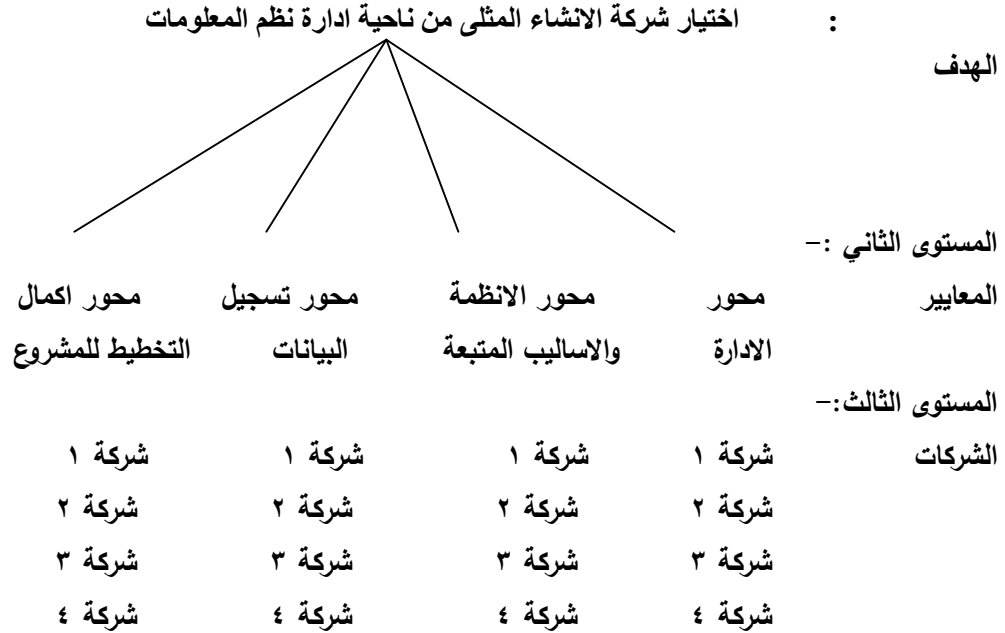 : اختيار شركة الانشاء المثلى من ناحية ادارة نظم المعلومات
الهدف
المستوى الثاني :-
المعايير محور محور الانظمة محور تسجيل محور اكمال
الادارة والاساليب المتبعة البيانات التخطيط للمشروع
المستوى الثالث:-
الشركات شركة ١ شركة ١ شركة ١ شركة ١
شركة ٢ شركة ٢ شركة ٢ شركة ٢
شركة ٣ شركة ٣ شركة ٣ شركة ٣
شركة ٤ شركة ٤ شركة ٤ شركة ٤